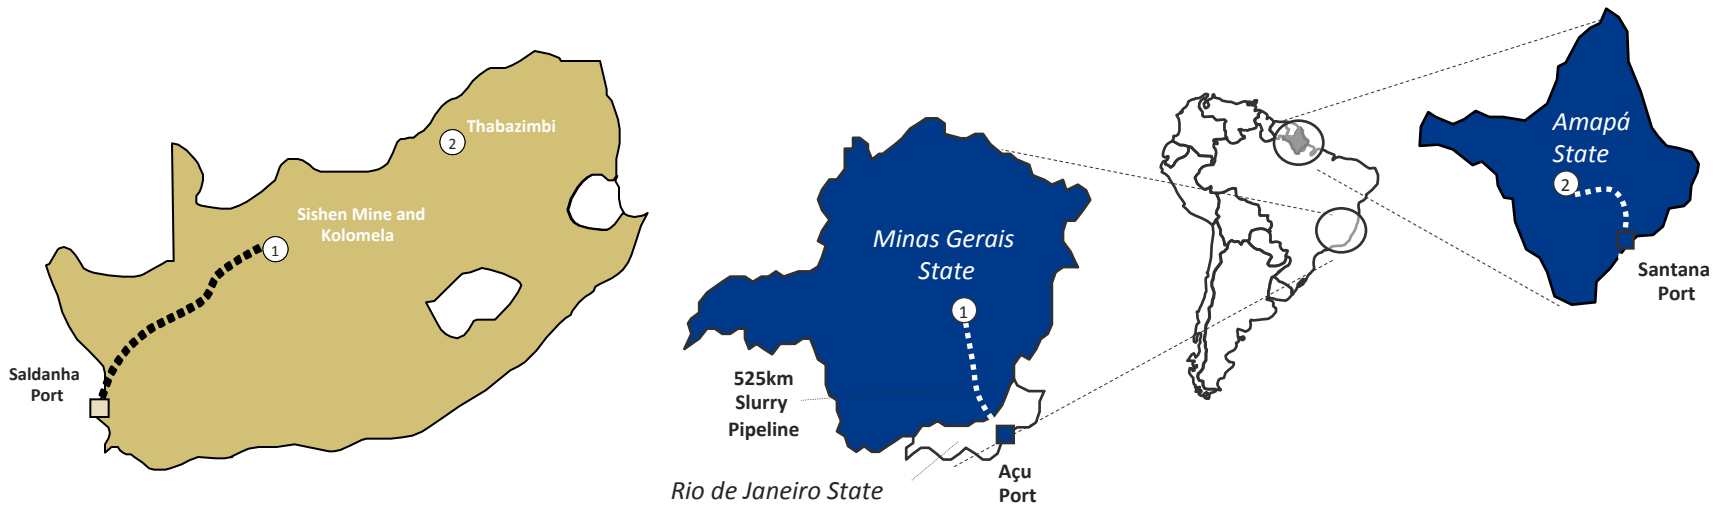 Thabazimbi
2
Sishen Mine and
Kolomela
1
Saldanha
Port
Minas Gerais
State
1
525km
Slurry
Pipeline
Rio de Janeiro State
Açu
Port
Amapá
State
2
Santana
Port